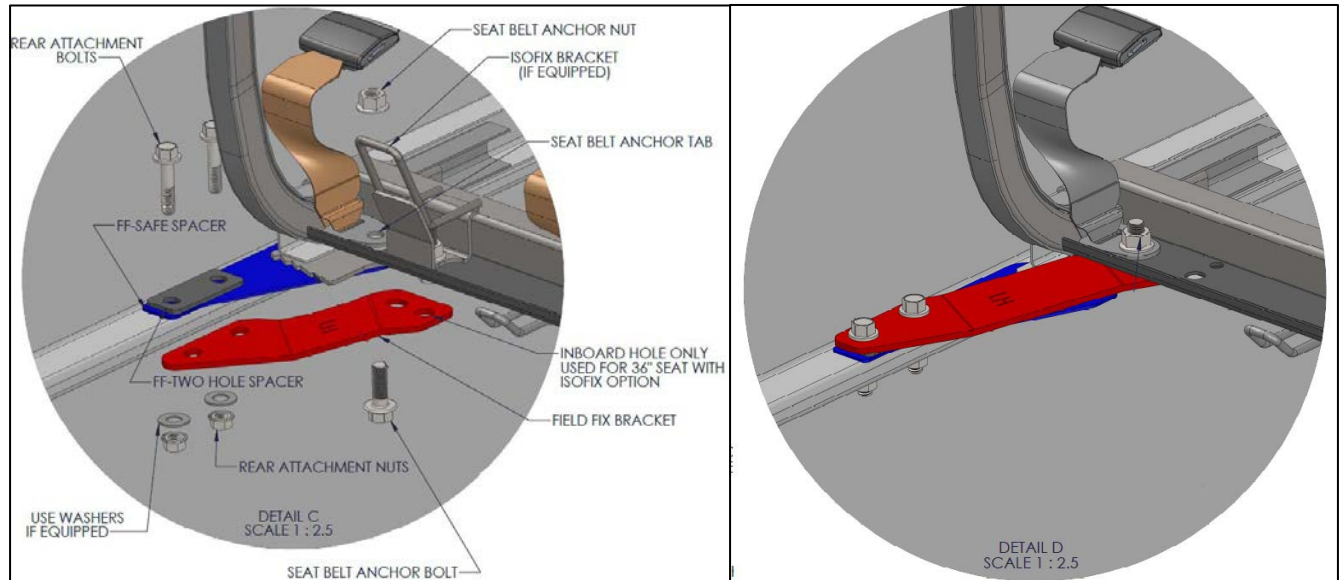 REAR ATTACHMENT
BOLTS
SEAT BELT ANCHOR NUT
ISOFIX BRACKET
(IF EQUIPPED)
SEAT BELT ANCHOR TAB
FF-SAFE SPACER
FF-TWO HOLE SPACER
INBOARD HOLE ONLY
USED FOR 36" SEAT WITH
ISOFIX OPTION
FIELD FIX BRACKET
REAR ATTACHMENT NUTS
USE WASHERS
IF EQUIPPED
DETAIL C
SCALE 1 : 2.5
SEAT BELT ANCHOR BOLT
DETAIL D
SCALE 1 : 2.5